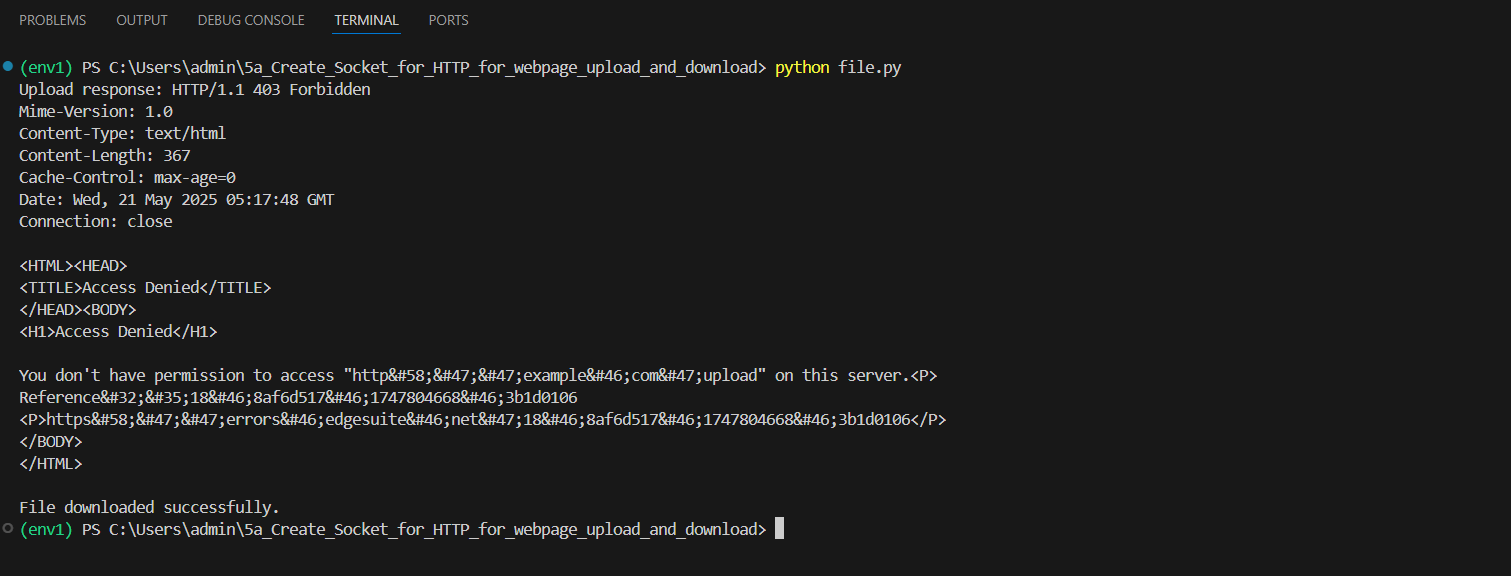 PROBLEMS OUTPUT DEBUG CONSOLE TERMINAL PORTS
(env1) PS C:\Users\admin\5a_Create_Socket_for_HTTP_for_webpage_upload_and_download> python file.py
Upload response: HTTP/1.1 403 Forbidden
Mime-Version: 1.0
Content-Type: text/html
Content-Length: 367
Cache-Control: max-age=0
Date: Wed, 21 May 2025 05:17:48 GMT
Connection: close
<HTML><HEAD>
<TITLE>Access Denied</TITLE>
</HEAD><BODY>
<H1>Access Denied</H1>
You don't have permission to access "http&#58;&#47;&#47;example&#46;com&#47;upload" on this server.<P>
Reference&#32;&#35;18&#46;8af6d517&#46;1747804668&#46;3b1d0106
<P>https&#58;&#47;&#47;errors&#46;edgesuite&#46;net&#47;18&#46;8af6d517&#46;1747804668&#46;3b1d0106</P>
</BODY>
</HTML>
File downloaded successfully.
(env1) PS C:\Users\admin\5a_Create_Socket_for_HTTP_for_webpage_upload_and_download>